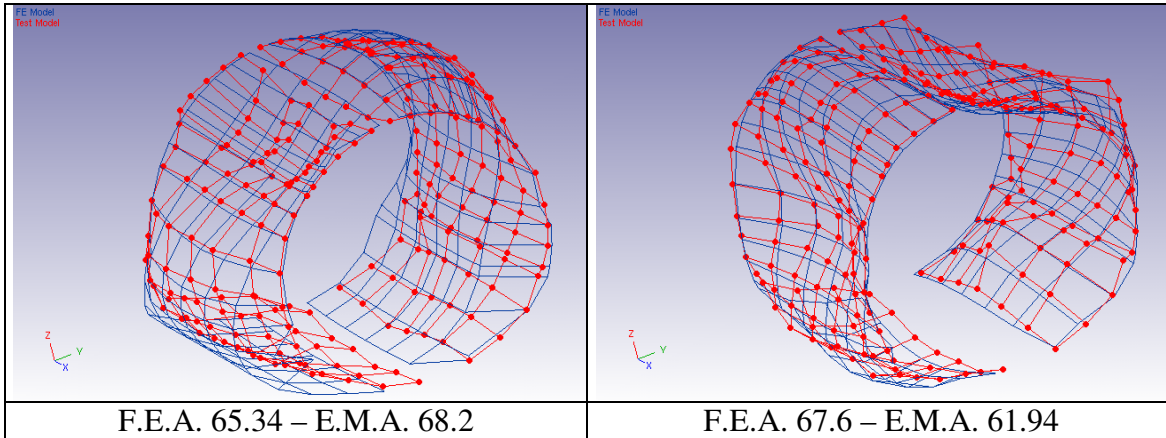 FE Model
Test Model
Z
Y
X
FE Model
Test Model
Z
Y
X
F.E.A. 65.34 – E.M.A. 68.2
F.E.A. 67.6 – E.M.A. 61.94